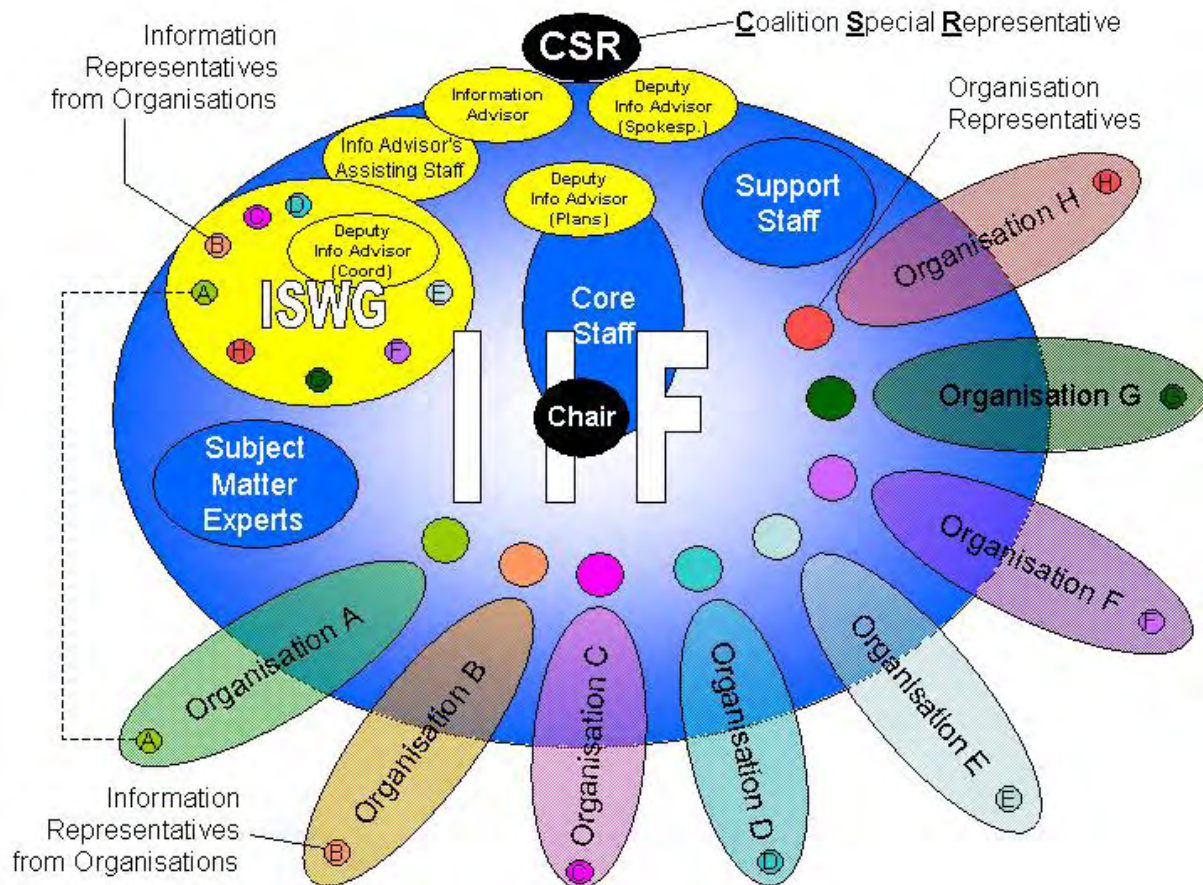 Information
Representatives
from Organisations
CSR
Coalition Special Representative
Information
Advisor
Deputy
Info Advisor
(Spokesp.)
Organisation
Representatives
Info Advisor's
Assisting Staff
Deputy
Info Advisor
(Plans)
Support
Staff
C
D
B
Deputy
Info Advisor
(Coord)
A
E
ISWG
H
F
G
Core
Staff
IIF
Chair
Subject
Matter
Experts
Organisation H
H
Organisation G
G
Organisation F
F
Organisation E
E
Organisation D
D
Organisation C
C
Organisation B
B
Organisation A
A
Information
Representatives
from Organisations